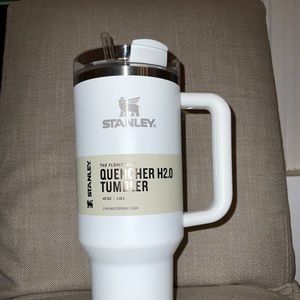 STANLEY
STANLEY
THE FLOWSTATE
QUENCHER H2.0
TUMBLER
40 OZ | 1.18 L
Limited Edition Color